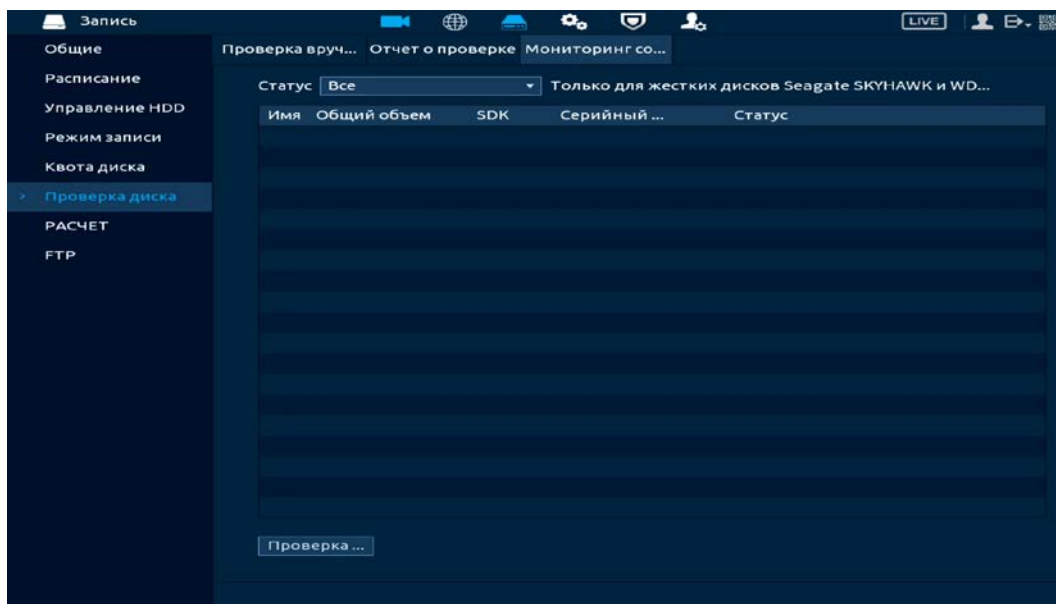 Запись LIVE
Общие
Расписание
Управление HDD
Режим записи
Квота диска
> Проверка диска
РАСЧЕТ
FTP
Проверка вруч... Отчет о проверке Мониторинг со...
Статус Все Только для жестких дисков Seagate SKYHAWK и WD...
Имя Общий объем SDK Серийный ... Статус
Проверка ...